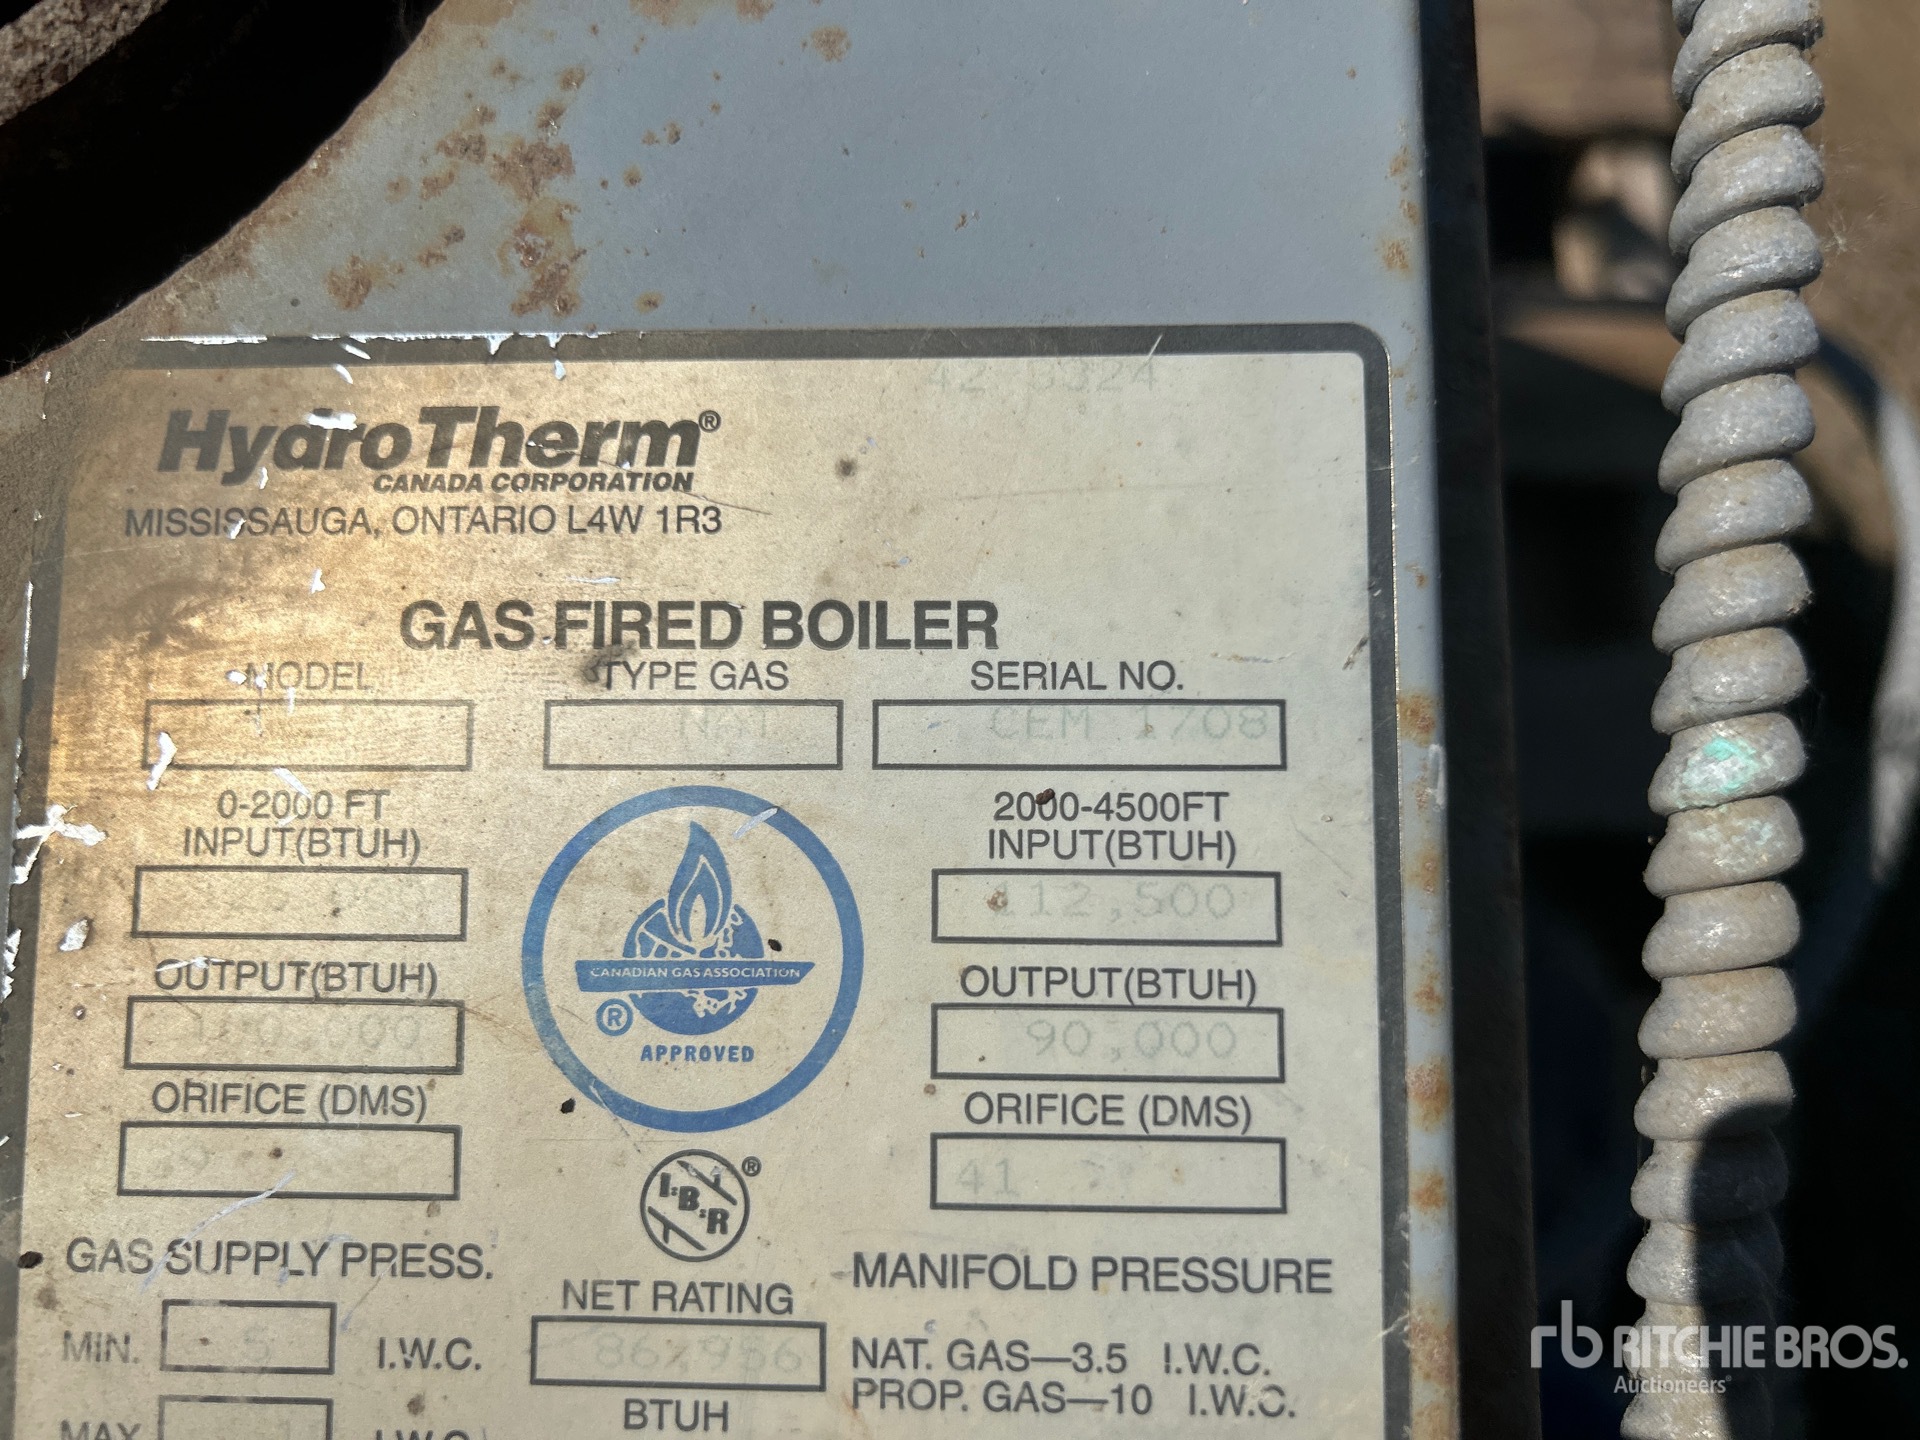 HydroTherm®
CANADA CORPORATION
MISSISSAUGA, ONTARIO L4W 1R3
GAS FIRED BOILER
MODEL TYPE GAS SERIAL NO.
NAT CEM 1708
0-2000 FT 2000-4500FT
INPUT(BTUH) INPUT(BTUH)
112,500
CANADIAN GAS ASSOCIATION
®
APPROVED
OUTPUT(BTUH) OUTPUT(BTUH)
90,000
ORIFICE (DMS) ORIFICE (DMS)
41
I=B=R ®
GAS SUPPLY PRESS. NET RATING MANIFOLD PRESSURE
MIN. 5 I.W.C. NAT. GAS—3.5 I.W.C.
PROP. GAS—10 I.W.C.
MAX I.W.C. BTUH
rb RITCHIE BROS.
Auctioneers